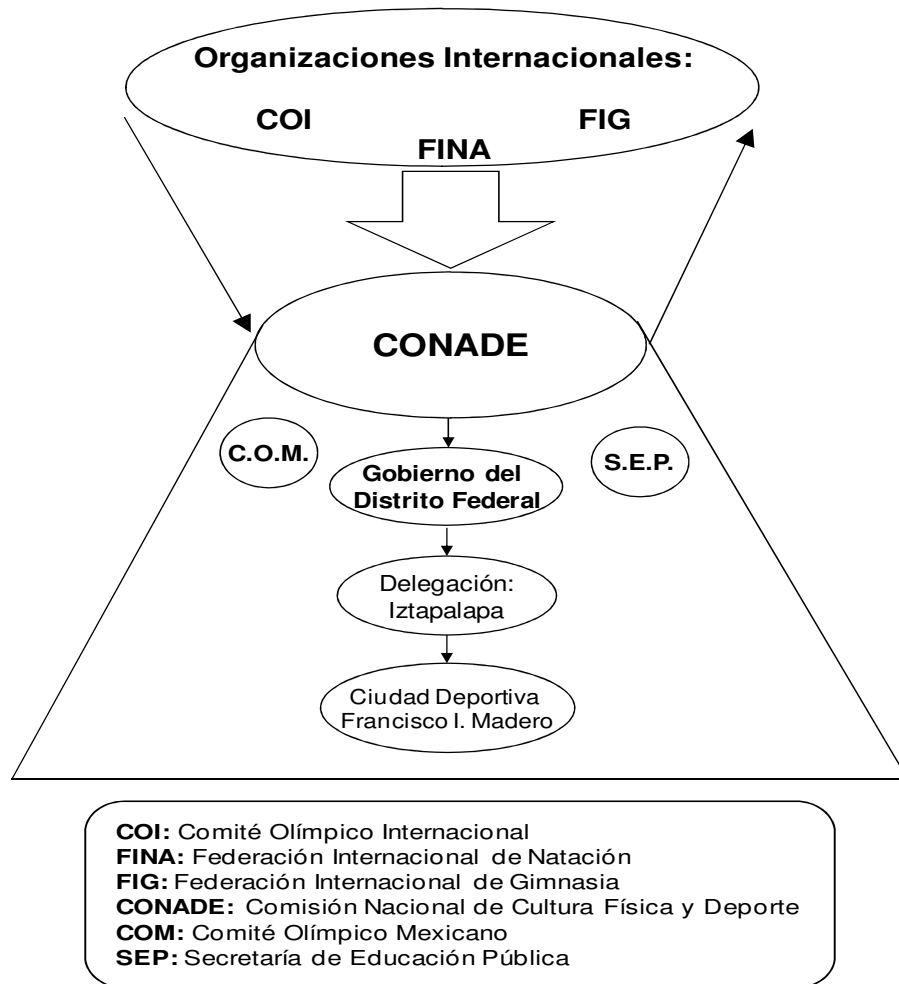 Organizaciones Internacionales:
COI FIG
FINA
CONADE
C.O.M.
S.E.P.
Gobierno del
Distrito Federal
Delegación:
Iztapalapa
Ciudad Deportiva
Francisco I. Madero
COI: Comité Olímpico Internacional
FINA: Federación Internacional de Natación
FIG: Federación Internacional de Gimnasia
CONADE: Comisión Nacional de Cultura Física y Deporte
COM: Comité Olímpico Mexicano
SEP: Secretaría de Educación Pública